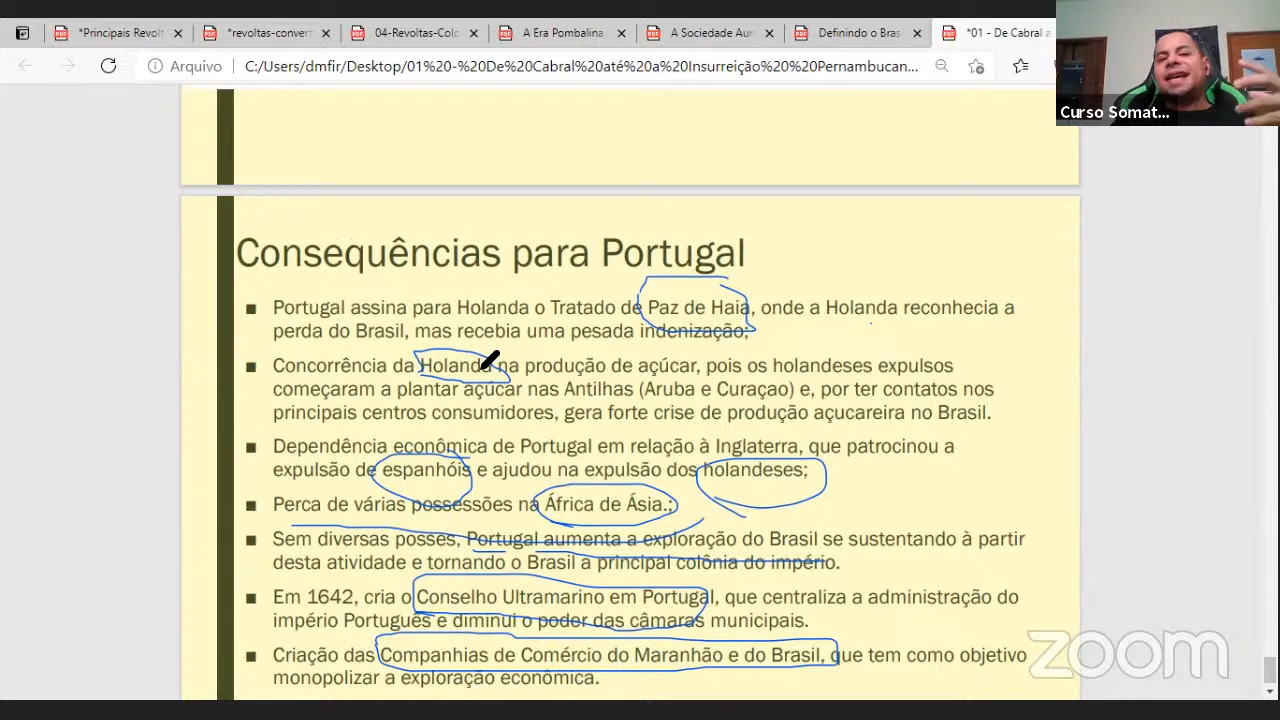 *Principais Revolt
*revoltas-convert
04-Revoltas-Colo
A Era Pombalina
A Sociedade Aur
Definindo o Bras
*01 - De Cabral a
Arquivo
C:/Users/dmfir/Desktop/01%20-%20De%20Cabral%20até%20a%20Insurreição%20%20Pernambucan...
Curso Somat...
Consequências para Portugal
■ Portugal assina para Holanda o Tratado de Paz de Haia, onde a Holanda reconhecia a
perda do Brasil, mas recebia uma pesada indenização;
■ Concorrência da Holanda na produção de açúcar, pois os holandeses expulsos
começaram a plantar açúcar nas Antilhas (Aruba e Curaçao) e, por ter contatos nos
principais centros consumidores, gera forte crise de produção açucareira no Brasil.
■ Dependência econômica de Portugal em relação à Inglaterra, que patrocinou a
expulsão de espanhóis e ajudou na expulsão dos holandeses;
■ Perca de várias possessões na África de Ásia.;
■ Sem diversas posses, Portugal aumenta a exploração do Brasil se sustentando à partir
desta atividade e tornando o Brasil a principal colônia do império.
■ Em 1642, cria o Conselho Ultramarino em Portugal, que centraliza a administração do
império Português e diminui o poder das câmaras municipais.
■ Criação das Companhias de Comércio do Maranhão e do Brasil, que tem como objetivo
monopolizar a exploração econômica.
zoom